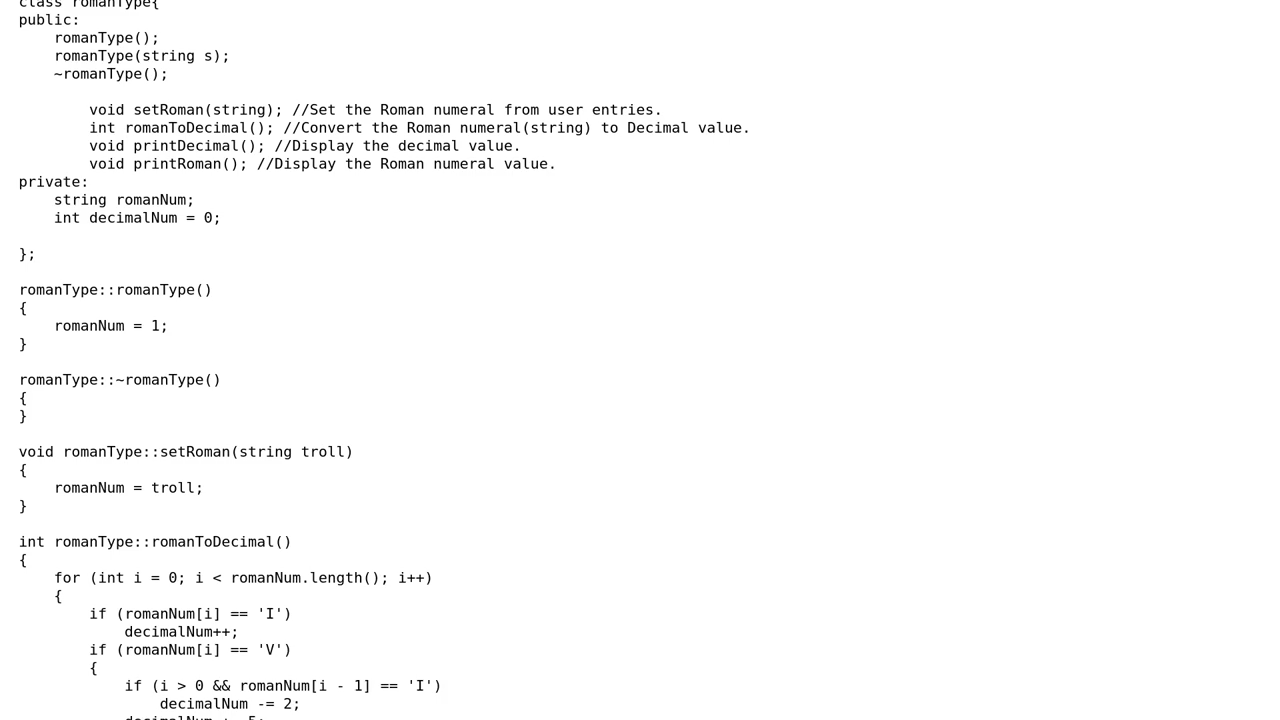 class romanType{
public:
    romanType();
    romanType(string s);
    ~romanType();

        void setRoman(string); //Set the Roman numeral from user entries.
        int romanToDecimal(); //Convert the Roman numeral(string) to Decimal value.
        void printDecimal(); //Display the decimal value.
        void printRoman(); //Display the Roman numeral value.
private:
    string romanNum;
    int decimalNum = 0;

};

romanType::romanType()
{
    romanNum = 1;
}

romanType::~romanType()
{
}

void romanType::setRoman(string troll)
{
    romanNum = troll;
}

int romanType::romanToDecimal()
{
    for (int i = 0; i < romanNum.length(); i++)
    {
        if (romanNum[i] == 'I')
            decimalNum++;
        if (romanNum[i] == 'V')
        {
            if (i > 0 && romanNum[i - 1] == 'I')
                decimalNum -= 2;
            decimalNum += 5;